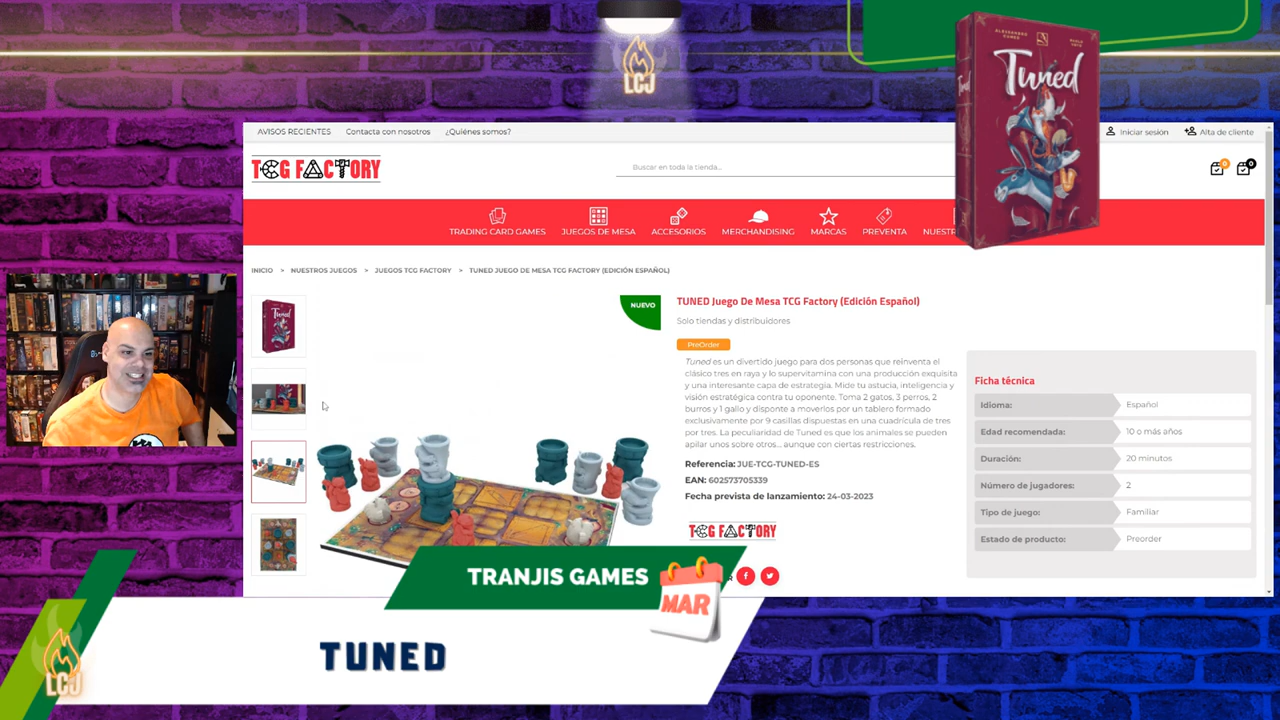 LCJ
ALESSANDRO
Tuned
Tuned
AVISOS RECIENTES Contacta con nosotros ¿Quiénes somos? Iniciar sesión Alta de cliente
TCG FACTORY
Buscar en toda la tienda...
0 0
TRADING CARD GAMES JUEGOS DE MESA ACCESORIOS MERCHANDISING MARCAS PREVENTA
INICIO > NUESTROS JUEGOS > JUEGOS TCG FACTORY > TUNED JUEGO DE MESA TCG FACTORY (EDICIÓN ESPAÑOL)
Tuned
NUEVO
TUNED Juego De Mesa TCG Factory (Edición Español)
Solo tiendas y distribuidores
PreOrder
Tuned es un divertido juego para dos personas que reinventa el
clásico tres en raya y lo supervitamina con una producción exquisita
y una interesante capa de estrategia. Mide tu astucia, inteligencia y
visión estratégica contra tu oponente. Toma 2 gatos, 3 perros, 2
burros y 1 gallo y disponte a moverlos por un tablero formado
exclusivamente por 9 casillas dispuestas en una cuadrícula de tres
por tres. La peculiaridad de Tuned es que los animales se pueden
apilar unos sobre otros... aunque con ciertas restricciones.
Referencia: JUE-TCG-TUNED-ES
EAN: 602573705339
Fecha prevista de lanzamiento: 24-03-2023
TCG FACTORY
Ficha técnica
Idioma: Español
Edad recomendada: 10 o más años
Duración: 20 minutos
Número de jugadores: 2
Tipo de juego: Familiar
Estado de producto: Preorder
TRANJIS GAMES
MAR
TUNED
LCJ